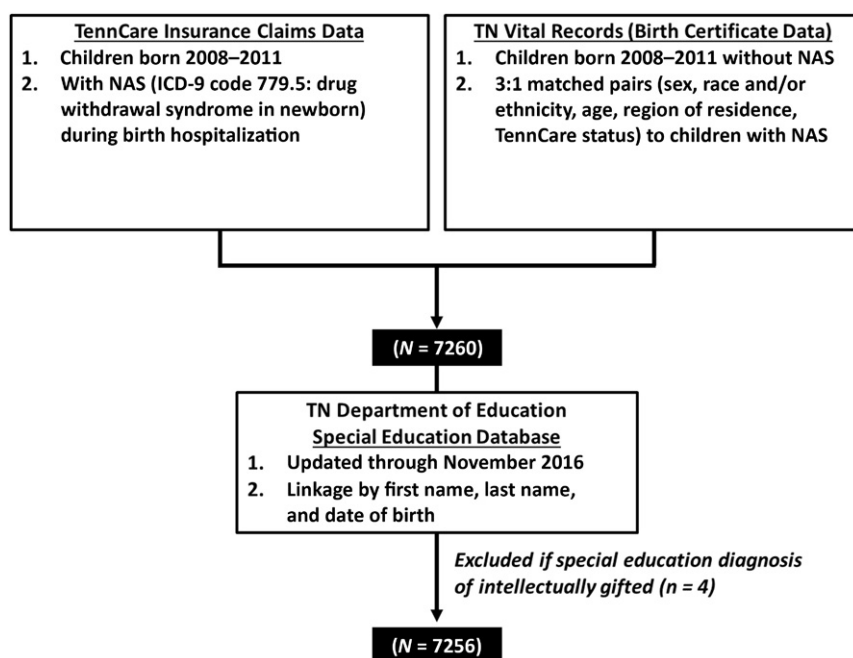 TennCare Insurance Claims Data
1. Children born 2008–2011
2. With NAS (ICD-9 code 779.5: drug
withdrawal syndrome in newborn)
during birth hospitalization
TN Vital Records (Birth Certificate Data)
1. Children born 2008–2011 without NAS
2. 3:1 matched pairs (sex, race and/or
ethnicity, age, region of residence,
TennCare status) to children with NAS
(N = 7260)
TN Department of Education
Special Education Database
1. Updated through November 2016
2. Linkage by first name, last name,
and date of birth
Excluded if special education diagnosis
of intellectually gifted (n = 4)
(N = 7256)